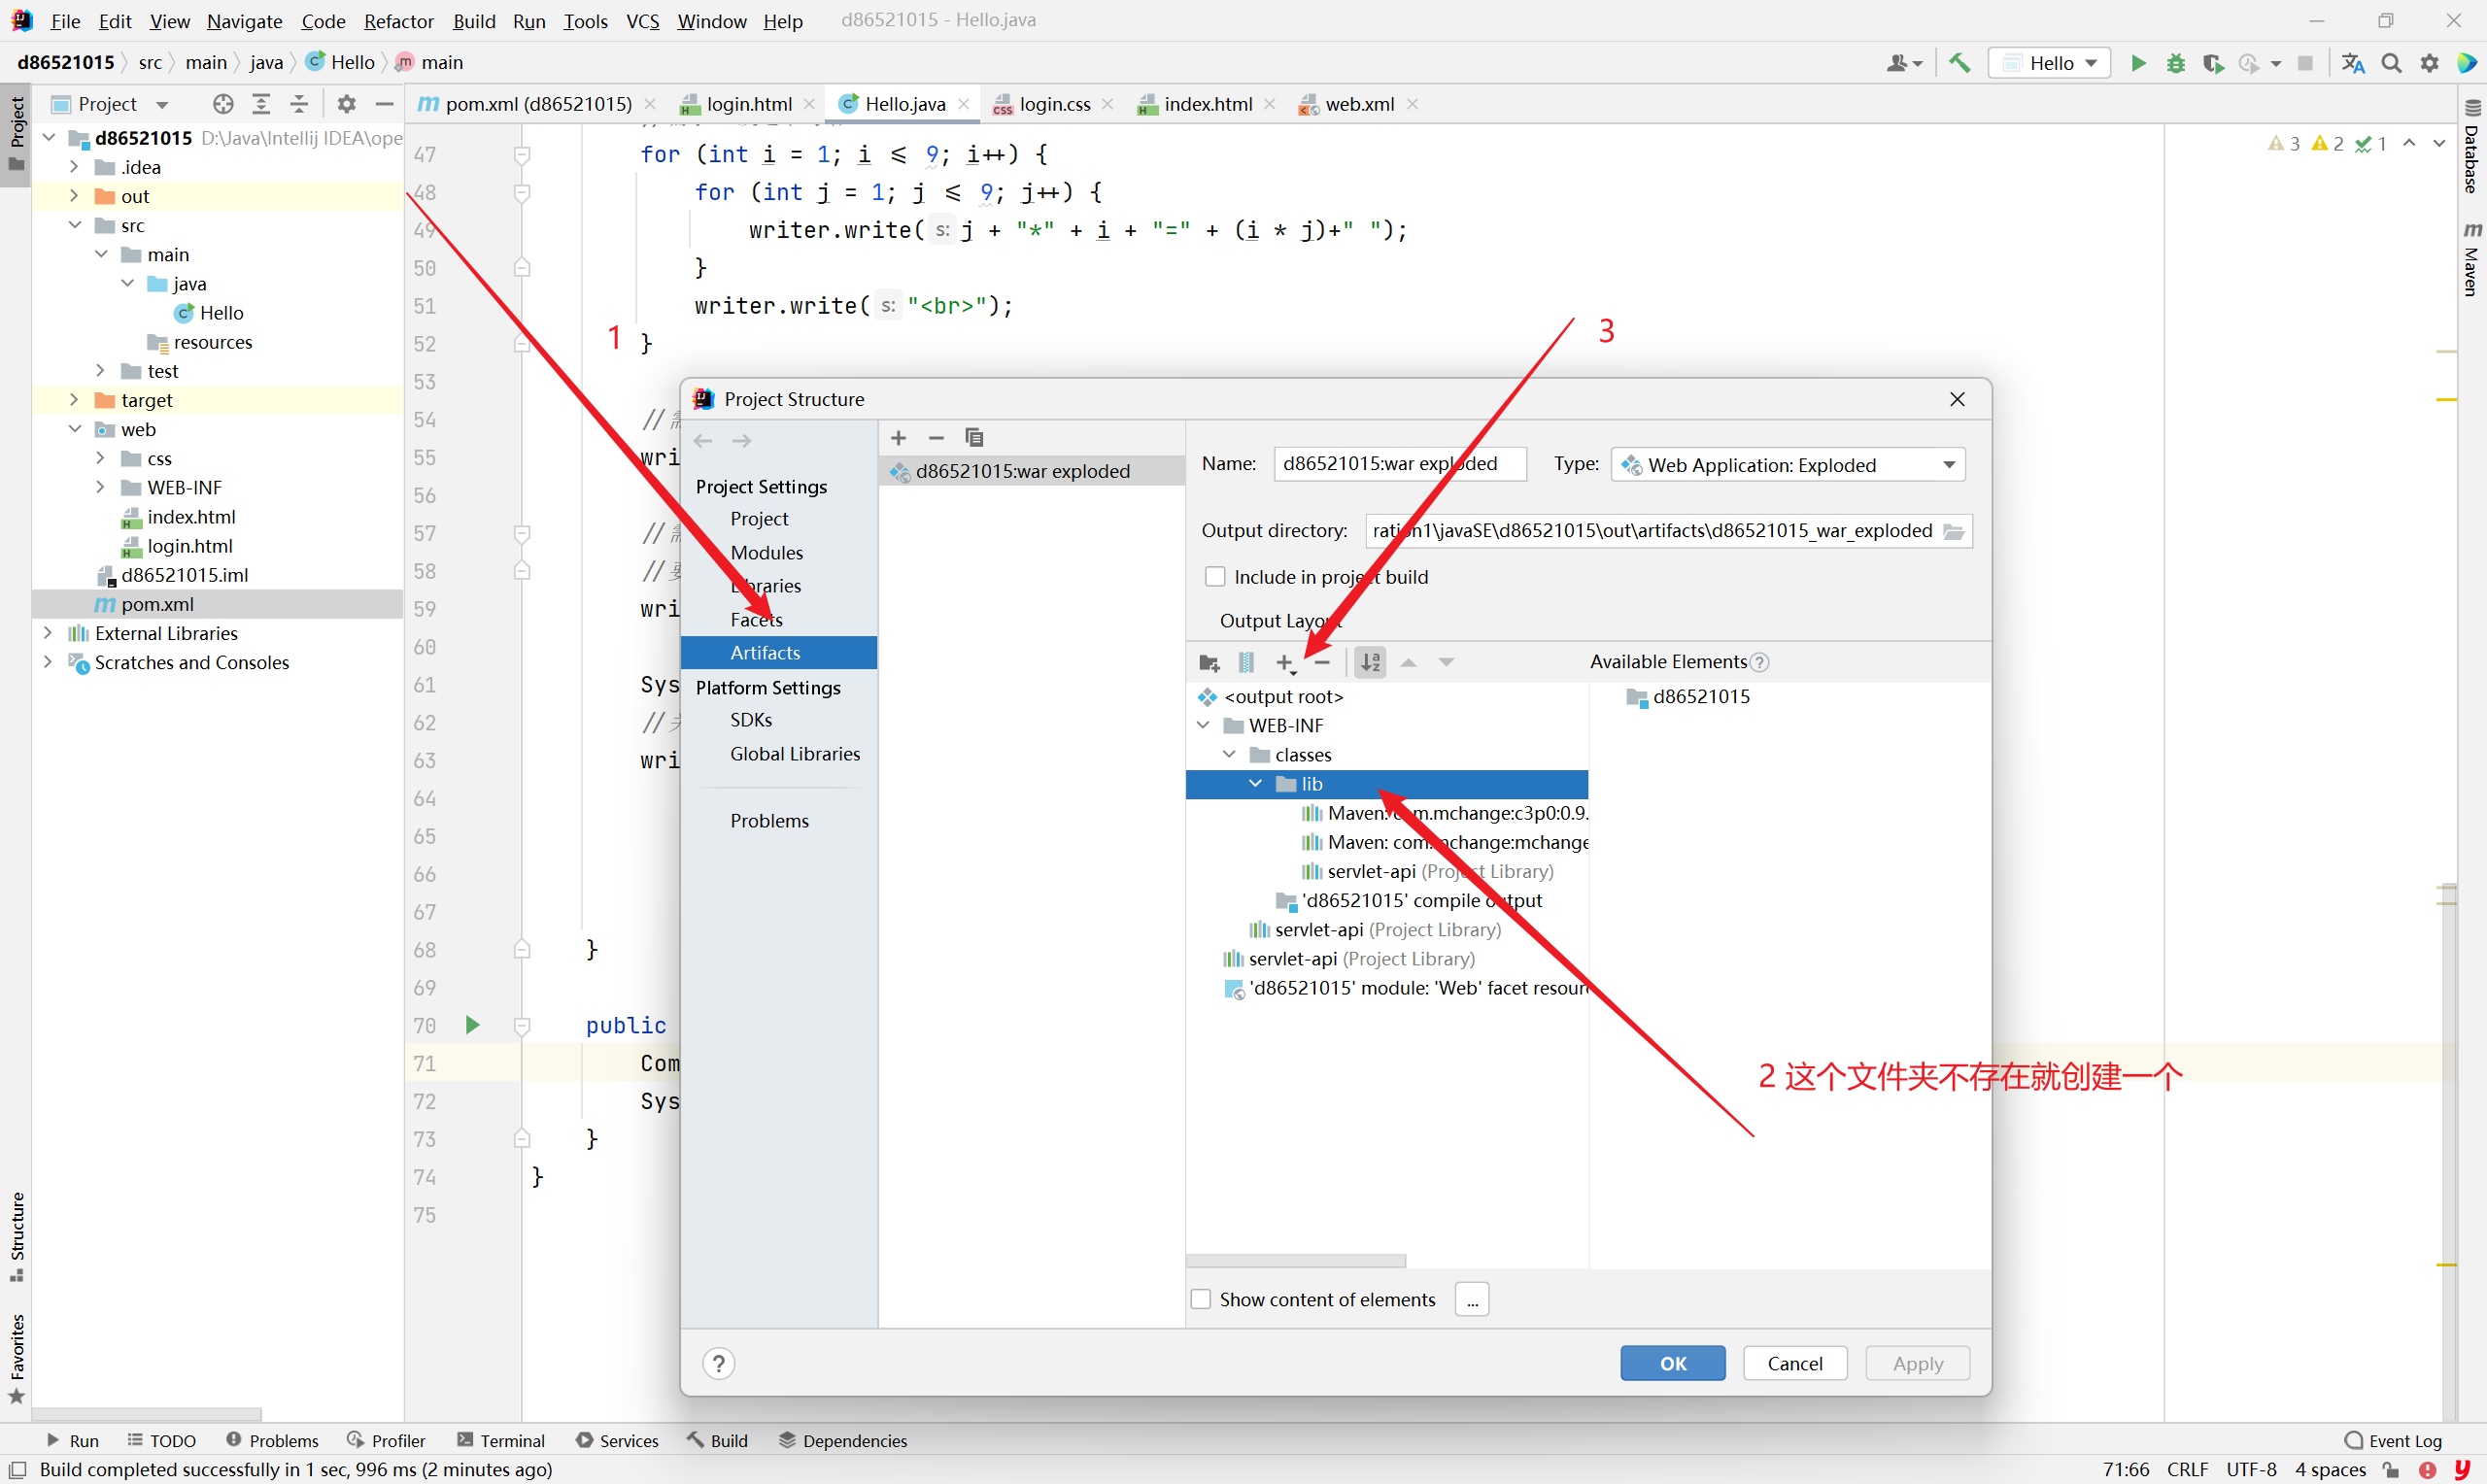 File Edit View Navigate Code Refactor Build Run Tools VCS Window Help d86521015 - Hello.java
d86521015 src main java Hello main
Hello
Project
pom.xml (d86521015) login.html Hello.java login.css index.html web.xml
Project
d86521015 D:\Java\Intellij IDEA\ope
.idea
out
src
main
java
Hello
resources
test
target
web
css
WEB-INF
index.html
login.html
d86521015.iml
pom.xml
External Libraries
Scratches and Consoles
Structure
Favorites
Database
Maven
3 2 1
47 for (int i = 1; i <= 9; i++) {
48 for (int j = 1; j <= 9; j++) {
49 writer.write( s: j + "*" + i + "=" + (i * j)+" ");
50 }
51 writer.write( s: "<br>");
52 }
53
54 //
55 wri
56
57 //
58 //
59 wri
60
61 Sys
62 //
63 wri
64
65
66
67
68 }
69
70 public
71 Com
72 Sys
73 }
74 }
75
1
3
2 这个文件夹不存在就创建一个
Project Structure
Project Settings
Project
Modules
Libraries
Facets
Artifacts
Platform Settings
SDKs
Global Libraries
Problems
d86521015:war exploded
Name: d86521015:war exploded Type: Web Application: Exploded
Output directory: ration1\javaSE\d86521015\out\artifacts\d86521015_war_exploded
Include in project build
Output Layout
Available Elements
<output root>
WEB-INF
classes
lib
Maven: com.mchange:c3p0:0.9.
Maven: com.mchange:mchange
servlet-api (Project Library)
'd86521015' compile output
servlet-api (Project Library)
servlet-api (Project Library)
'd86521015' module: 'Web' facet resour
d86521015
Show content of elements ...
? OK Cancel Apply
Run TODO Problems Profiler Terminal Services Build Dependencies Event Log
Build completed successfully in 1 sec, 996 ms (2 minutes ago) 71:66 CRLF UTF-8 4 spaces